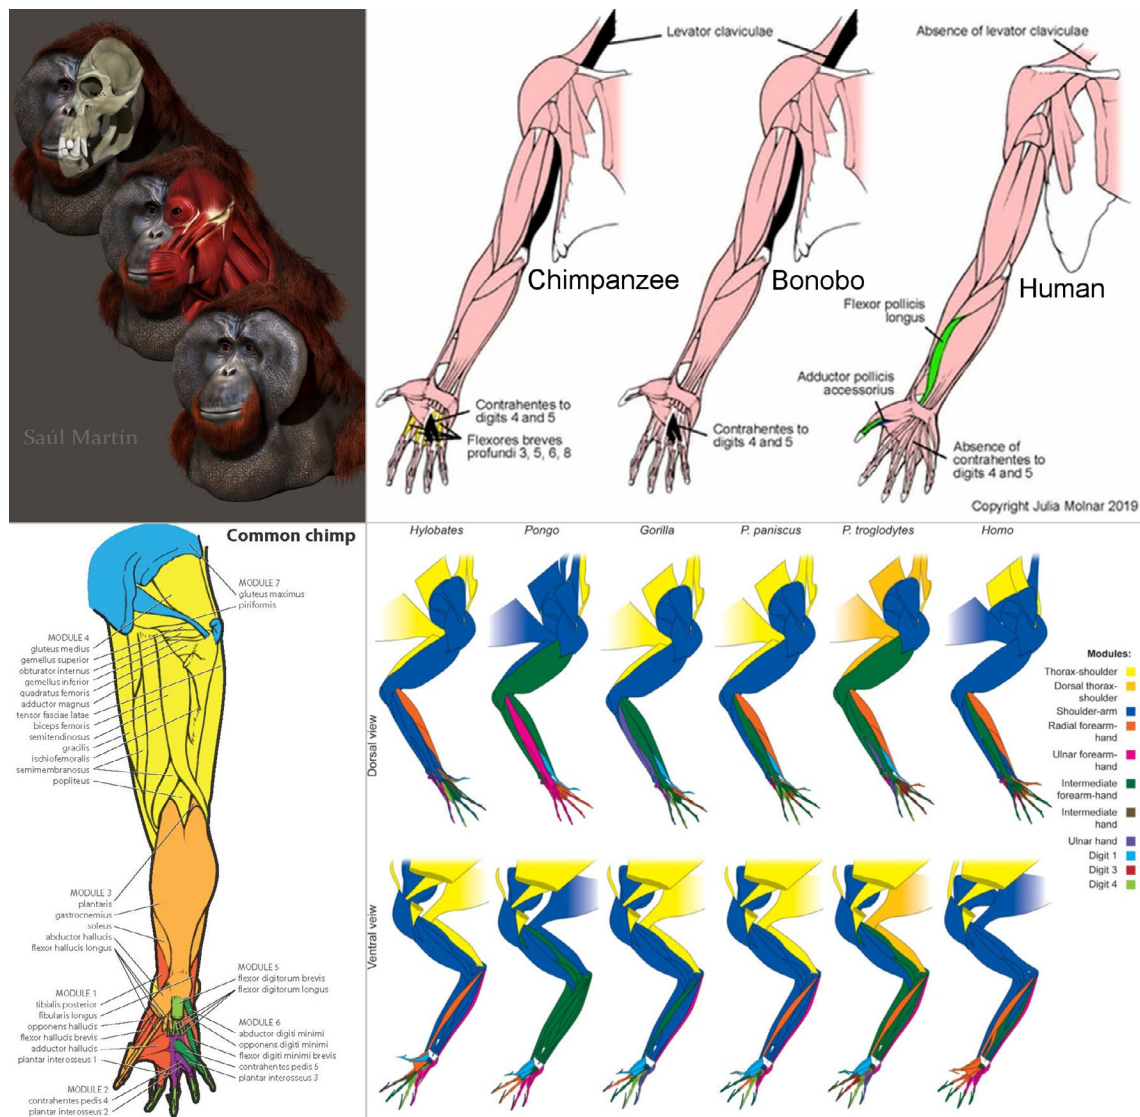 Saúl Martín
Levator claviculae
Absence of levator claviculae
Chimpanzee
Bonobo
Human
Flexor pollicis
longus
Adductor pollicis
accessorius
Contrahentes to
digits 4 and 5
Flexores breves
profundi 3, 5, 6, 8
Contrahentes to
digits 4 and 5
Absence of
contrahentes to
digits 4 and 5
Copyright Julia Molnar 2019
Common chimp
MODULE 7
gluteus maximus
piriformis
MODULE 4
gluteus medius
gemellus superior
obturator internus
gemellus inferior
quadratus femoris
adductor magnus
tensor fasciae latae
biceps femoris
semitendinosus
gracilis
ischiofemoralis
semimembranosus
popliteus
MODULE 3
plantaris
gastrocnemius
soleus
abductor hallucis
flexor hallucis longus
MODULE 5
flexor digitorum brevis
flexor digitorum longus
MODULE 1
tibialis posterior
fibularis longus
opponens hallucis
flexor hallucis brevis
adductor hallucis
plantar interosseus 1
MODULE 6
abductor digiti minimi
opponens digiti minimi
flexor digiti minimi brevis
contrahentes pedis 5
plantar interosseus 3
MODULE 2
contrahentes pedis 4
plantar interosseus 2
Hylobates
Pongo
Gorilla
P. paniscus
P. troglodytes
Homo
Dorsal view
Ventral veiw
Modules:
Thorax-shoulder
Dorsal thorax-
shoulder
Shoulder-arm
Radial forearm-
hand
Ulnar forearm-
hand
Intermediate
forearm-hand
Intermediate
hand
Ulnar hand
Digit 1
Digit 3
Digit 4